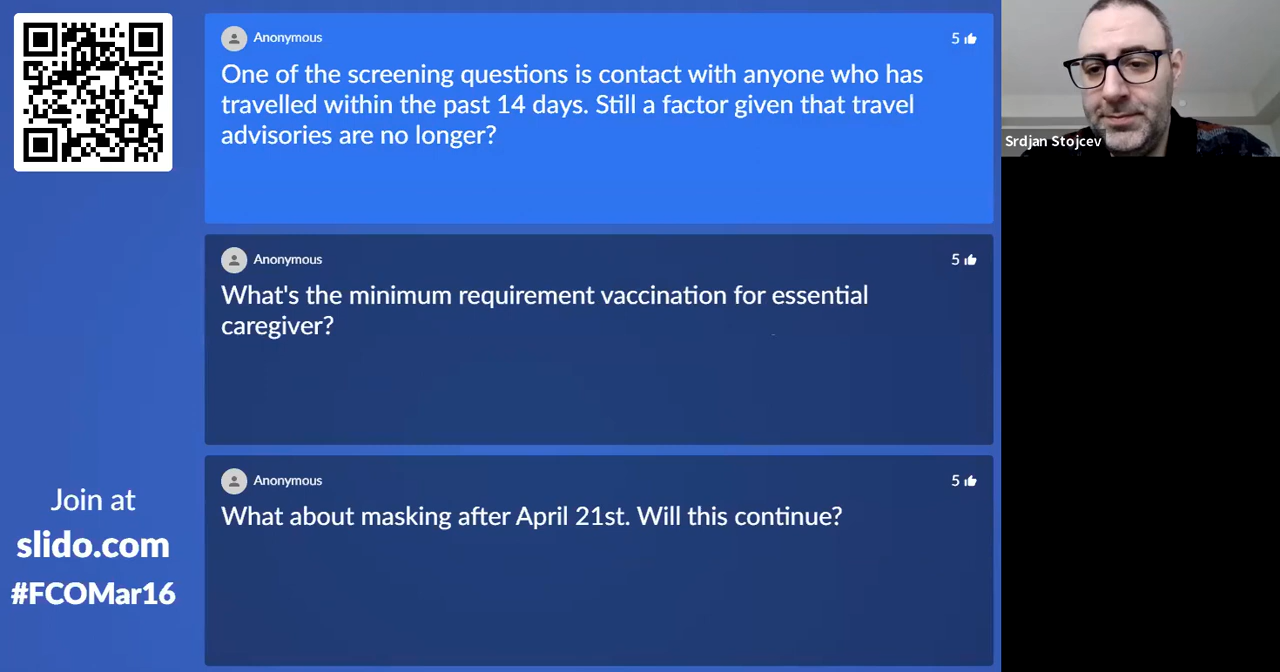 Anonymous
5
One of the screening questions is contact with anyone who has
travelled within the past 14 days. Still a factor given that travel
advisories are no longer?
Srdjan Stojcev
Anonymous
5
What's the minimum requirement vaccination for essential
caregiver?
Anonymous
5
What about masking after April 21st. Will this continue?
Join at
slido.com
#FCOMar16